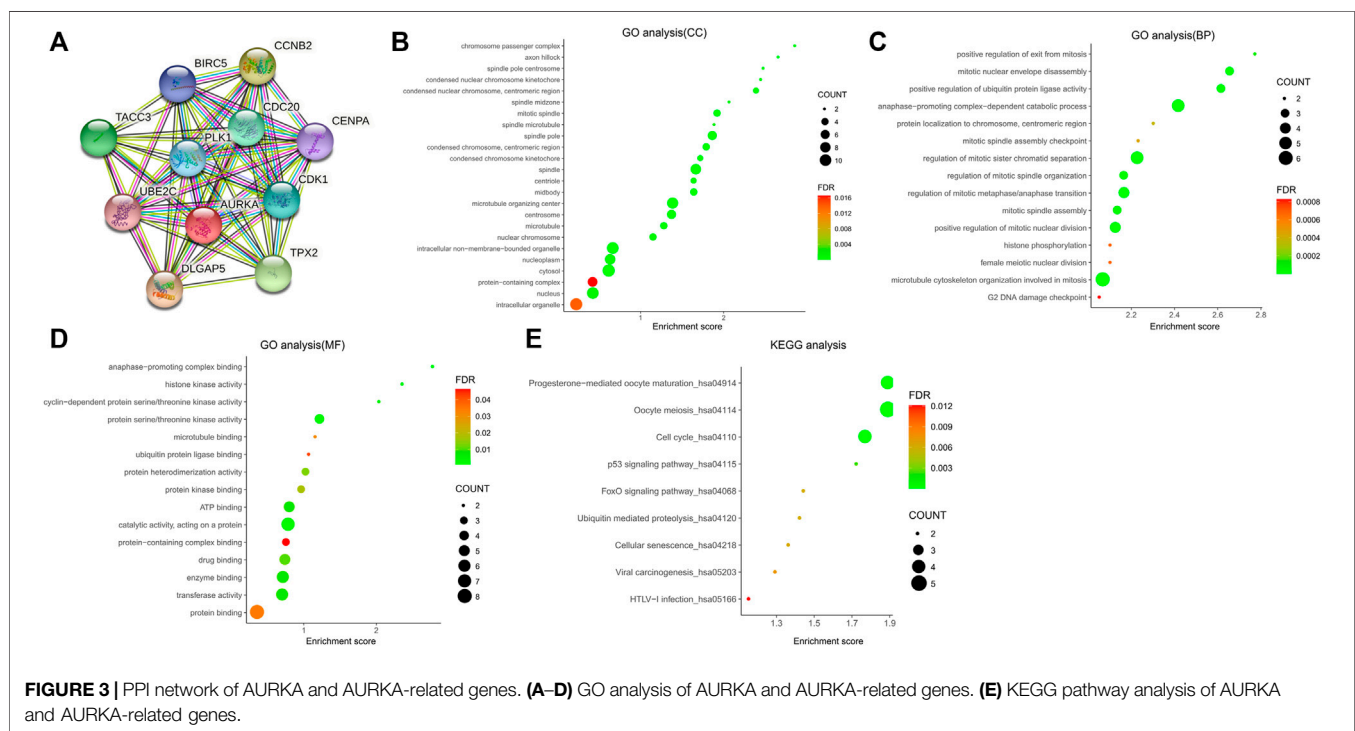 A
CCNB2
BIRC5
CDC20
TACC3
CENPA
PLK1
CDK1
UBE2C
AURKA
TPX2
DLGAP5
B
GO analysis(CC)
chromosome passenger complex
axon hillock
spindle pole centrosome
condensed nuclear chromosome kinetochore
condensed nuclear chromosome, centromeric region
spindle midzone
mitotic spindle
spindle microtubule
spindle pole
condensed chromosome, centromeric region
condensed chromosome kinetochore
spindle
centriole
midbody
microtubule organizing center
centrosome
microtubule
nuclear chromosome
intracellular non−membrane−bounded organelle
nucleoplasm
cytosol
protein−containing complex
nucleus
intracellular organelle
1 2
Enrichment score
COUNT
2
4
6
8
10
FDR
0.016
0.012
0.008
0.004
C
GO analysis(BP)
positive regulation of exit from mitosis
mitotic nuclear envelope disassembly
positive regulation of ubiquitin protein ligase activity
anaphase−promoting complex−dependent catabolic process
protein localization to chromosome, centromeric region
mitotic spindle assembly checkpoint
regulation of mitotic sister chromatid separation
regulation of mitotic spindle organization
regulation of mitotic metaphase/anaphase transition
mitotic spindle assembly
positive regulation of mitotic nuclear division
histone phosphorylation
female meiotic nuclear division
microtubule cytoskeleton organization involved in mitosis
G2 DNA damage checkpoint
2.2 2.4 2.6 2.8
Enrichment score
COUNT
2
3
4
5
6
FDR
0.0008
0.0006
0.0004
0.0002
D
GO analysis(MF)
anaphase−promoting complex binding
histone kinase activity
cyclin−dependent protein serine/threonine kinase activity
protein serine/threonine kinase activity
microtubule binding
ubiquitin protein ligase binding
protein heterodimerization activity
protein kinase binding
ATP binding
catalytic activity, acting on a protein
protein−containing complex binding
drug binding
enzyme binding
transferase activity
protein binding
1 2
Enrichment score
FDR
0.04
0.03
0.02
0.01
COUNT
2
3
4
5
6
7
8
E
KEGG analysis
Progesterone−mediated oocyte maturation_hsa04914
Oocyte meiosis_hsa04114
Cell cycle_hsa04110
p53 signaling pathway_hsa04115
FoxO signaling pathway_hsa04068
Ubiquitin mediated proteolysis_hsa04120
Cellular senescence_hsa04218
Viral carcinogenesis_hsa05203
HTLV−I infection_hsa05166
1.3 1.5 1.7 1.9
Enrichment score
FDR
0.012
0.009
0.006
0.003
COUNT
2
3
4
5
FIGURE 3 | PPI network of AURKA and AURKA-related genes. (A–D) GO analysis of AURKA and AURKA-related genes. (E) KEGG pathway analysis of AURKA
and AURKA-related genes.